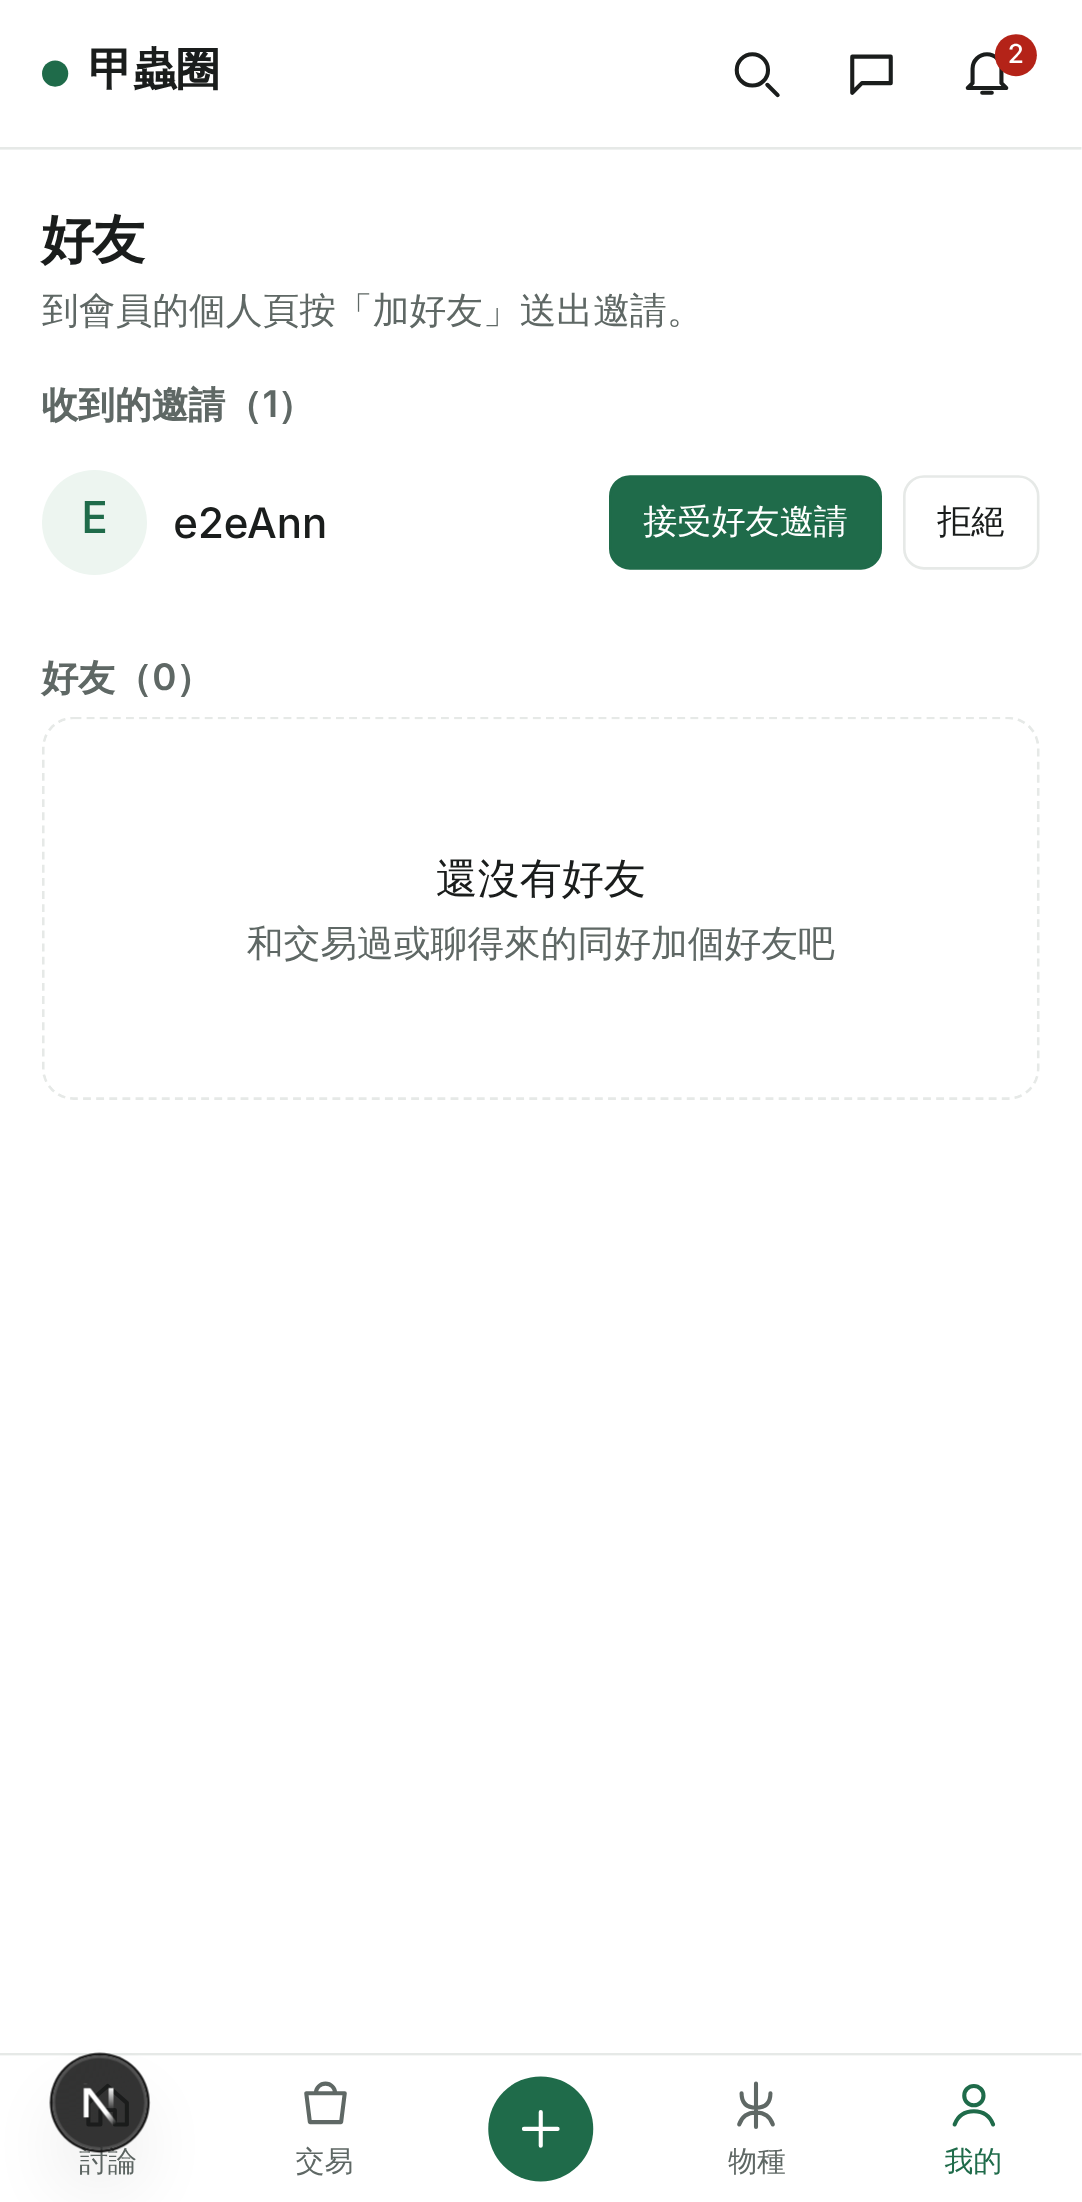 甲蟲圈
2
好友
到會員的個人頁按「加好友」送出邀請。
收到的邀請（1）
E
e2eAnn
接受好友邀請
拒絕
好友（0）
還沒有好友
和交易過或聊得來的同好加個好友吧
N
討論
交易
物種
我的